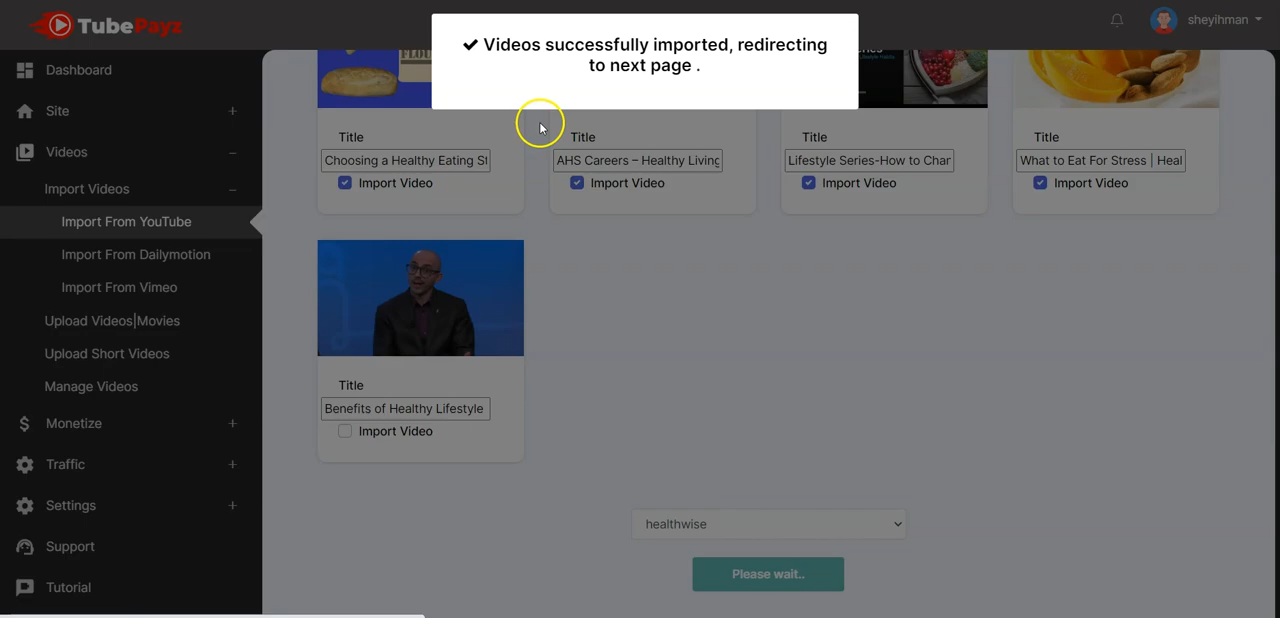 TubePayz
sheyihman
✔ Videos successfully imported, redirecting
to next page .
Dashboard
Site
Videos
Import Videos
Import From YouTube
Import From Dailymotion
Import From Vimeo
Upload Videos|Movies
Upload Short Videos
Manage Videos
Monetize
Traffic
Settings
Support
Tutorial
Title
Choosing a Healthy Eating St
Import Video
Title
AHS Careers – Healthy Living
Import Video
Title
Lifestyle Series-How to Char
Import Video
Title
What to Eat For Stress | Heal
Import Video
Title
Benefits of Healthy Lifestyle
Import Video
healthwise
Please wait..